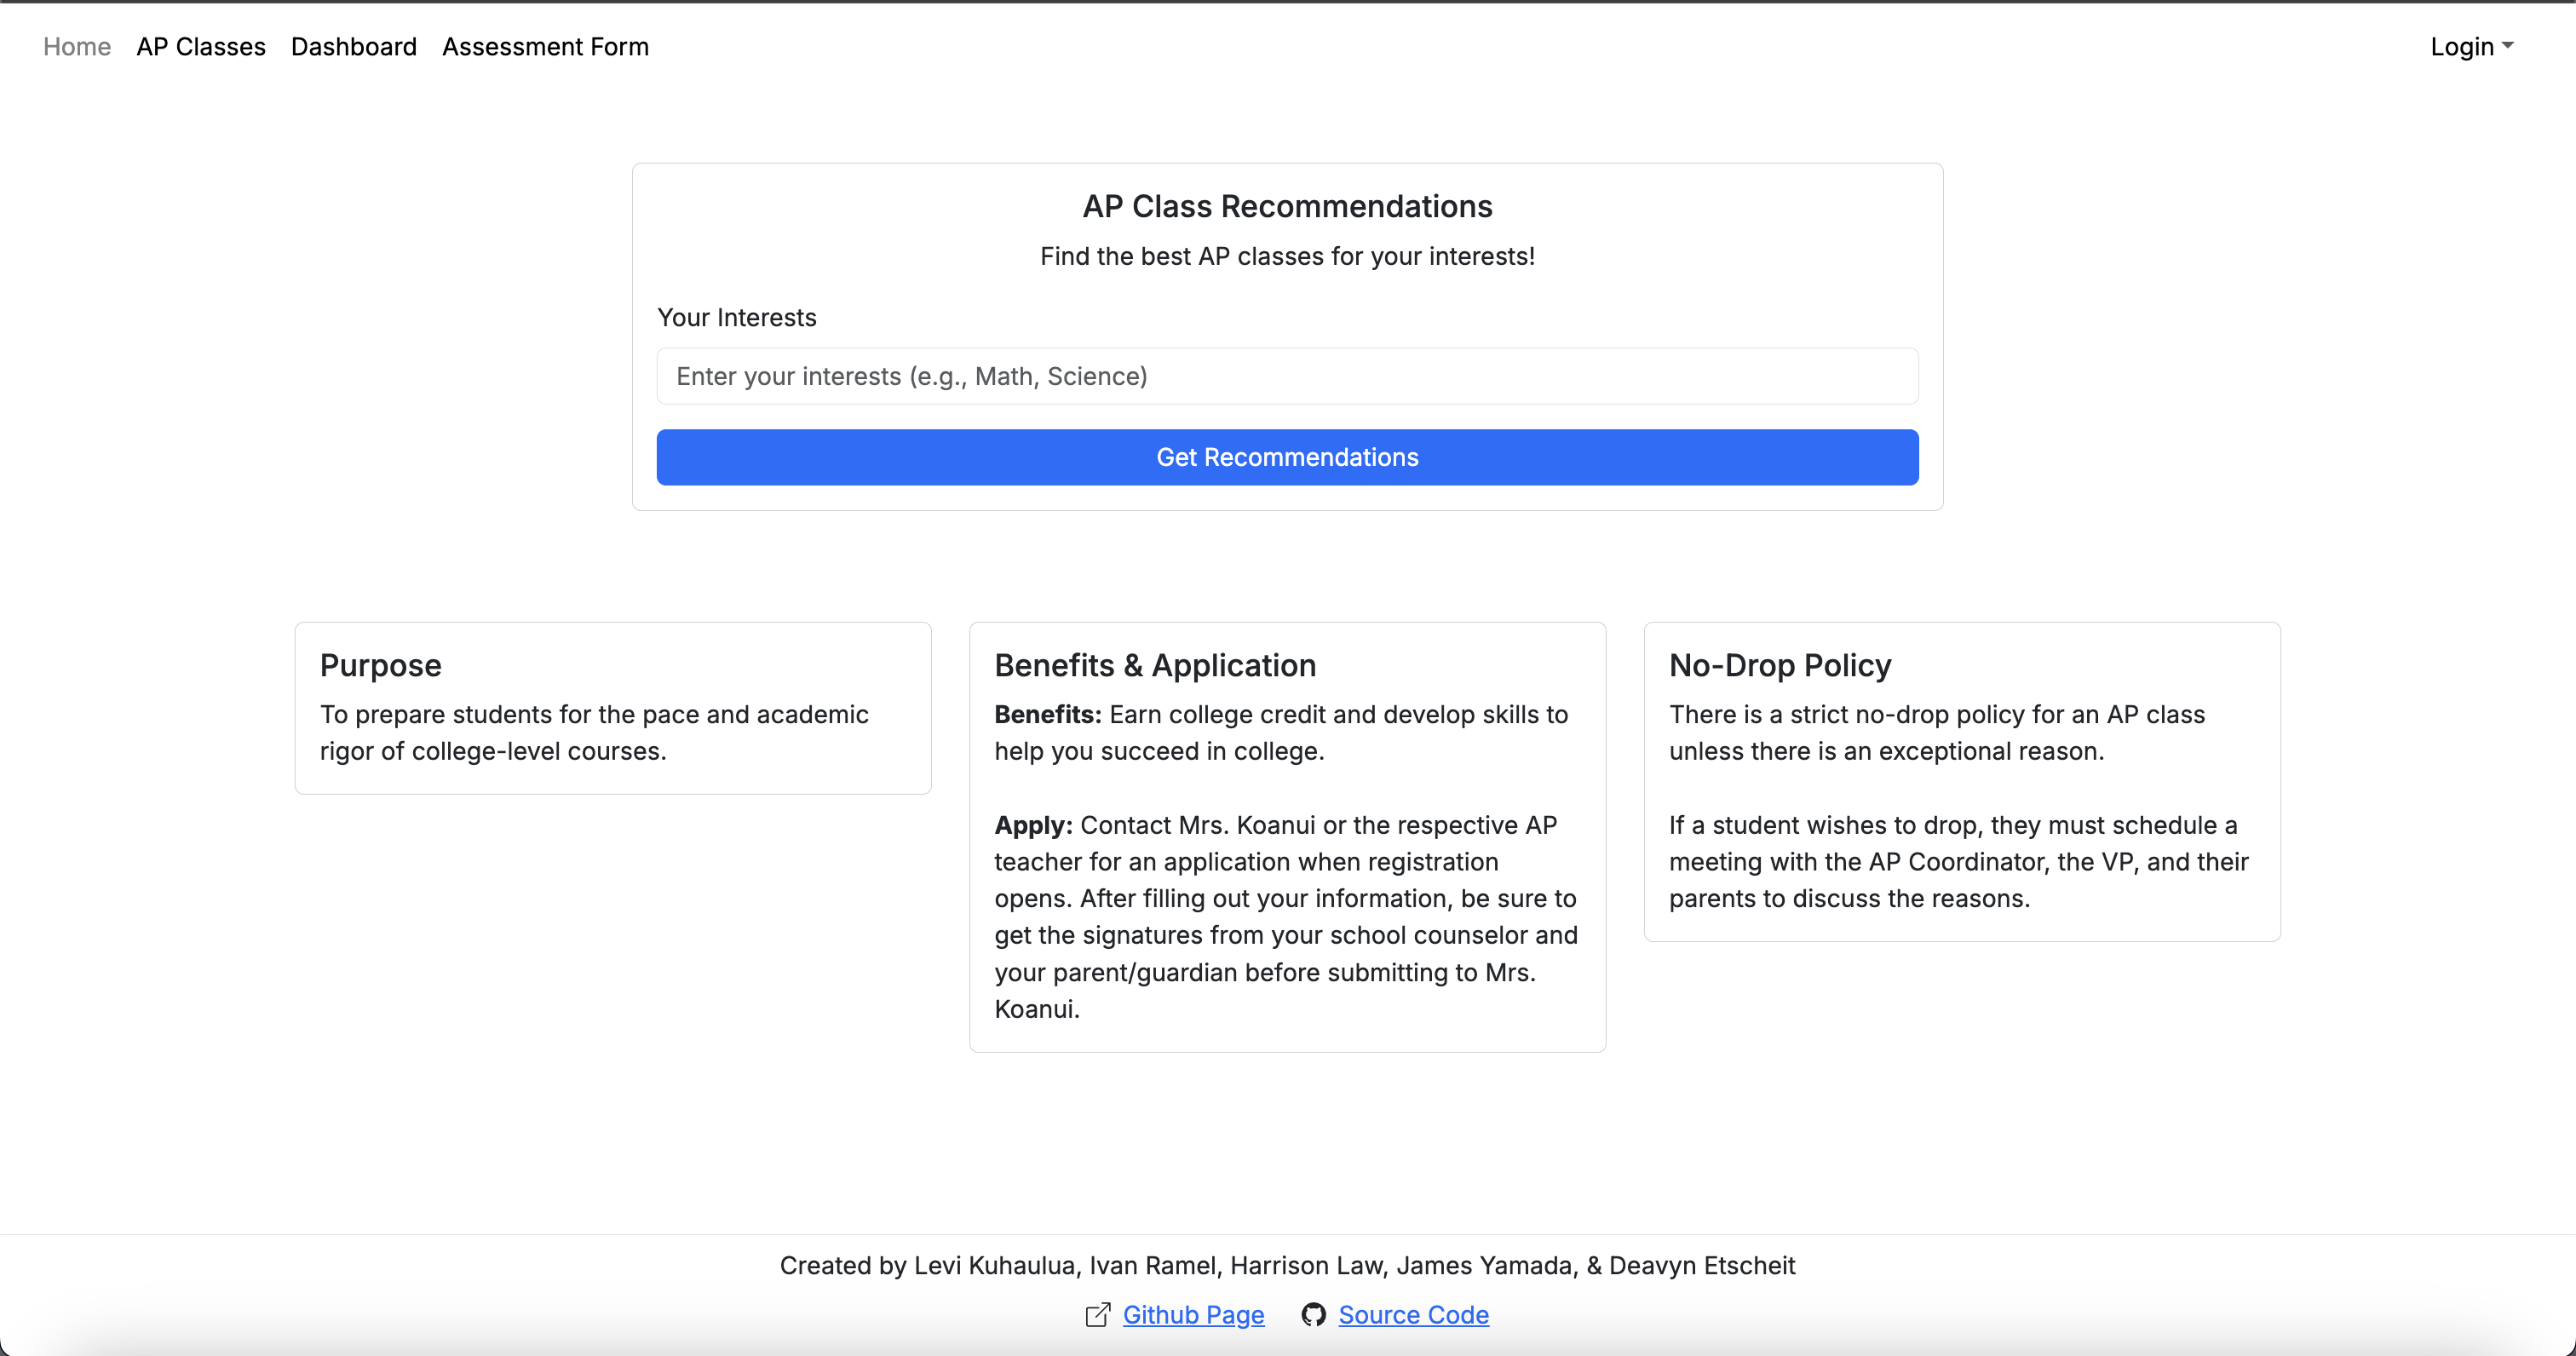 Home AP Classes Dashboard Assessment Form Login
AP Class Recommendations
Find the best AP classes for your interests!
Your Interests
Enter your interests (e.g., Math, Science)
Get Recommendations
Purpose
To prepare students for the pace and academic
rigor of college-level courses.
Benefits & Application
Benefits: Earn college credit and develop skills to
help you succeed in college.
Apply: Contact Mrs. Koanui or the respective AP
teacher for an application when registration
opens. After filling out your information, be sure to
get the signatures from your school counselor and
your parent/guardian before submitting to Mrs.
Koanui.
No-Drop Policy
There is a strict no-drop policy for an AP class
unless there is an exceptional reason.
If a student wishes to drop, they must schedule a
meeting with the AP Coordinator, the VP, and their
parents to discuss the reasons.
Created by Levi Kuhaulua, Ivan Ramel, Harrison Law, James Yamada, & Deavyn Etscheit
Github Page Source Code